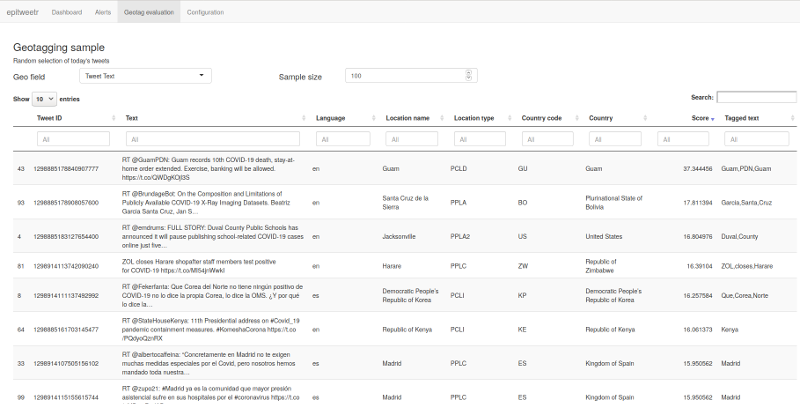 epitweetr Dashboard Alerts Geotag evaluation Configuration
Geotagging sample
Random selection of today's tweets
Geo field Tweet Text Sample size 100
Show 10 entries Search:
Tweet ID Text Language Location name Location type Country code Country Score Tagged text
All All All All All All All All All
RT @GuamPDN: Guam records 10th COVID-19 death, stay-at-
43 1298885178840907777 home order extended. Exercise, banking will be allowed. en Guam PCLD GU Guam 37.344456 Guam,PDN,Guam
https://t.co/QWDgKOjI3S
RT @BrundageBot: On the Composition and Limitations of
93 1298885178908057600 Publicly Available COVID-19 X-Ray Imaging Datasets. Beatriz en Santa Cruz de la Sierra PPLA BO Plurinational State of Bolivia 17.811394 Garcia,Santa,Cruz
Garcia Santa Cruz, Jan S…
RT @emdrums: FULL STORY: Duval County Public Schools has
4 1298885183127654400 announced it will pause publishing school-related COVID-19 cases en Jacksonville PPLA2 US United States 16.804976 Duval,County
online just five…
ZOL closes Harare shopafter staff members test positive
81 1298914113742090240 for COVID-19 https://t.co/Ml54jnWwkI en Harare PPLC ZW Republic of Zimbabwe 16.39104 ZOL,closes,Harare
RT @Fekerfanta: Que Corea del Norte no tiene ningún positivo de
8 1298914111137492992 COVID-19 no lo dice la propia Corea, lo dice la OMS. ¿Y por qué es Democratic People's Republic of Korea PCLI KP Democratic People's Republic of Korea 16.257584 Que,Corea,Norte
lo dice la…
RT @StateHouseKenya: 11th Presidential address on #Covid_19
64 1298885161703145477 pandemic containment measures. #KomeshaCorona https://t.co en Republic of Kenya PCLI KE Republic of Kenya 16.061373 Kenya
/PQdyoQznRX
RT @albertocaffeina: "Concretamente en Madrid no te exigen
33 1298914107505156102 muchas medidas especiales por el Covid, pero nosotros hemos es Madrid PPLC ES Kingdom of Spain 15.950562 Madrid
mandado toda nuestra…
RT @zupo21: #Madrid ya es la comunidad que mayor presión
99 1298914115155615744 asistencial sufre en sus hospitales por el #coronavirus https://t.co es Madrid PPLC ES Kingdom of Spain 15.950562 Madrid